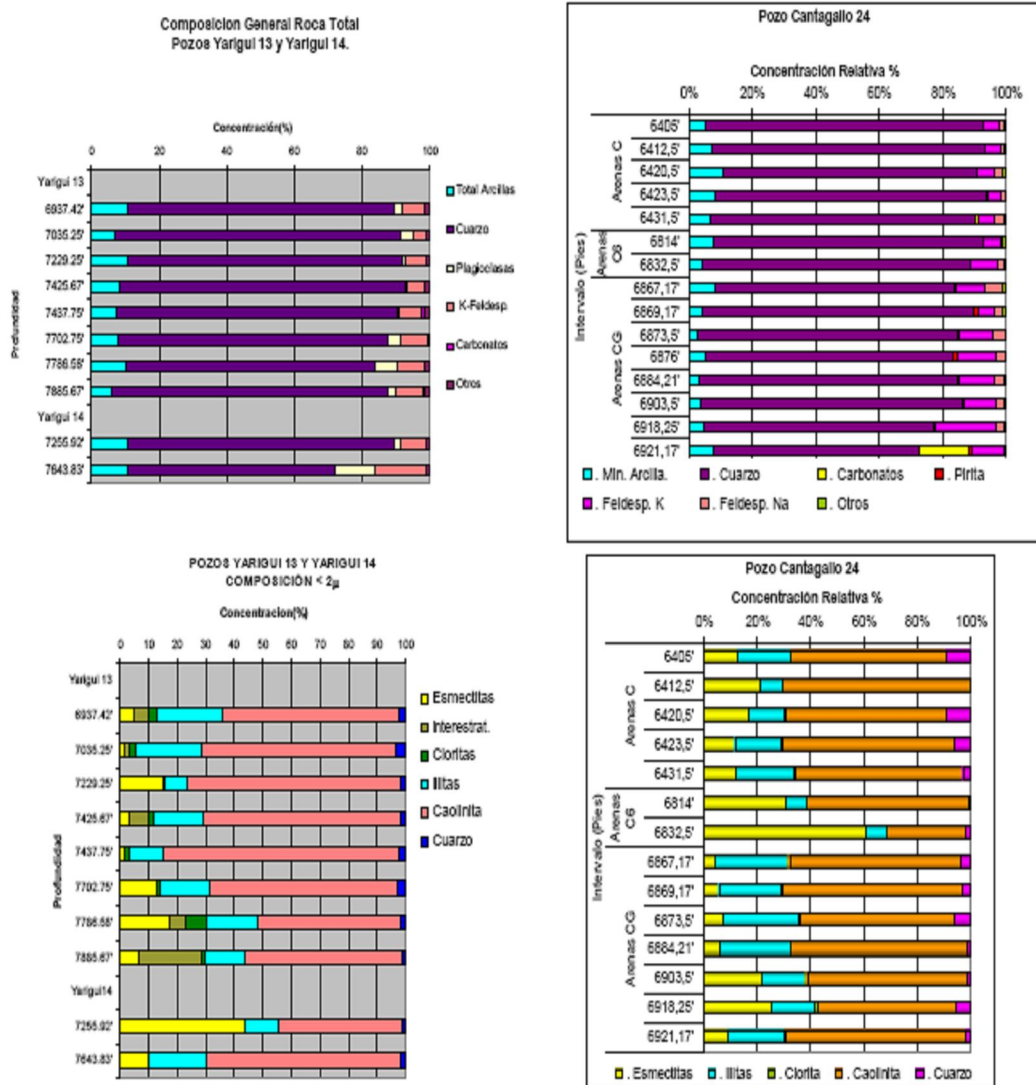 Composicion General Roca Total
Pozos Yarigui 13 y Yarigui 14.
Concentración(%)
0 20 40 60 80 100
Profundidad
Yarigui 13
6937.42'
7035.25'
7229.25'
7425.67'
7437.75'
7702.75'
7786.58'
7885.67'
Yarigui 14
7255.92'
7643.83'
Total Arcillas
Cuarzo
Plagioclasas
K-Feldesp.
Carbonatos
Otros
Pozo Cantagallo 24
Concentración Relativa %
0% 20% 40% 60% 80% 100%
Intervalo (Pies)
Arenas C
6405'
6412,5'
6420,5'
6423,5'
6431,5'
Arenas C6
6814'
6832,5'
Arenas CG
6867,17'
6869,17'
6873,5'
6876'
6884,21'
6903,5'
6918,25'
6921,17'
. Min. Arcilla. . Cuarzo . Carbonatos . Pirita
. Feldesp. K . Feldesp. Na . Otros
POZOS YARIGUI 13 Y YARIGUI 14
COMPOSICIÓN < 2µ
Concentracion(%)
0 10 20 30 40 50 60 70 80 90 100
Profundidad
Yarigui 13
6937.42'
7035.25'
7229.25'
7425.67'
7437.75'
7702.75'
7786.58'
7885.67'
Yarigui14
7255.92'
7643.83'
Esmectitas
Interestrat.
Cloritas
Illitas
Caolinita
Cuarzo
Pozo Cantagallo 24
Concentración Relativa %
0% 20% 40% 60% 80% 100%
Intervalo (Pies)
Arenas C
6405'
6412,5'
6420,5'
6423,5'
6431,5'
Arenas C6
6814'
6832,5'
Arenas CG
6867,17'
6869,17'
6873,5'
6884,21'
6903,5'
6918,25'
6921,17'
. Esmectitas . Illitas . Clorita . Caolinita . Cuarzo